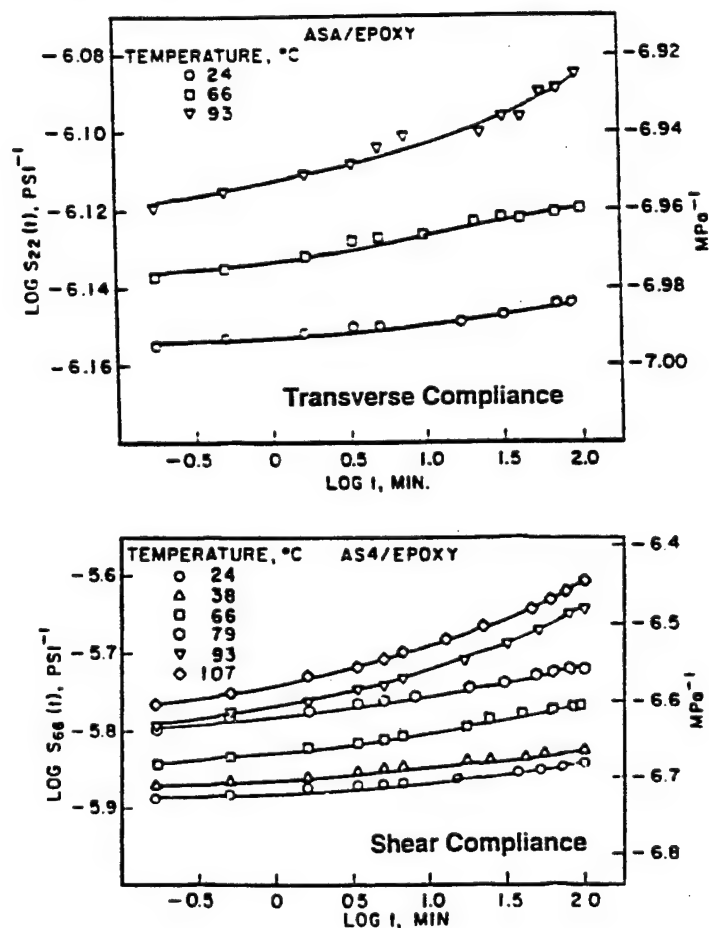 ASA/EPOXY
TEMPERATURE, °C
24
66
93
-6.08
-6.10
-6.12
-6.14
-6.16
LOG S22(t), PSI-1
-6.92
-6.94
-6.96
-6.98
-7.00
MPa-1
Transverse Compliance
-0.5 0 0.5 1.0 1.5 2.0
LOG t, MIN.
TEMPERATURE, °C AS4/EPOXY
24
38
66
79
93
107
-5.6
-5.7
-5.8
-5.9
LOG S66(t), PSI-1
-6.4
-6.5
-6.6
-6.7
-6.8
MPa-1
Shear Compliance
-0.5 0 0.5 1.0 1.5 2.0
LOG t, MIN